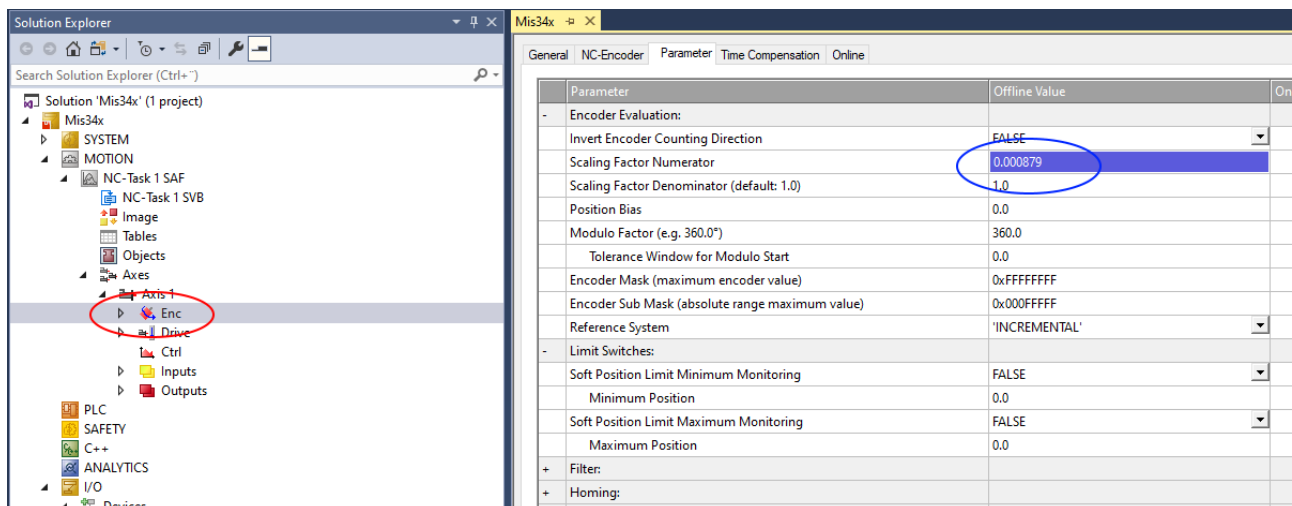 Solution Explorer
Search Solution Explorer (Ctrl+¨)
Solution 'Mis34x' (1 project)
Mis34x
SYSTEM
MOTION
NC-Task 1 SAF
NC-Task 1 SVB
Image
Tables
Objects
Axes
Axis 1
Enc
Drive
Ctrl
Inputs
Outputs
PLC
SAFETY
C++
ANALYTICS
I/O
Devices
Mis34x
General NC-Encoder Parameter Time Compensation Online
Parameter Offline Value On
- Encoder Evaluation:
Invert Encoder Counting Direction FALSE
Scaling Factor Numerator 0.000879
Scaling Factor Denominator (default: 1.0) 1.0
Position Bias 0.0
Modulo Factor (e.g. 360.0°) 360.0
Tolerance Window for Modulo Start 0.0
Encoder Mask (maximum encoder value) 0xFFFFFFFF
Encoder Sub Mask (absolute range maximum value) 0x000FFFFF
Reference System 'INCREMENTAL'
- Limit Switches:
Soft Position Limit Minimum Monitoring FALSE
Minimum Position 0.0
Soft Position Limit Maximum Monitoring FALSE
Maximum Position 0.0
+ Filter:
+ Homing: